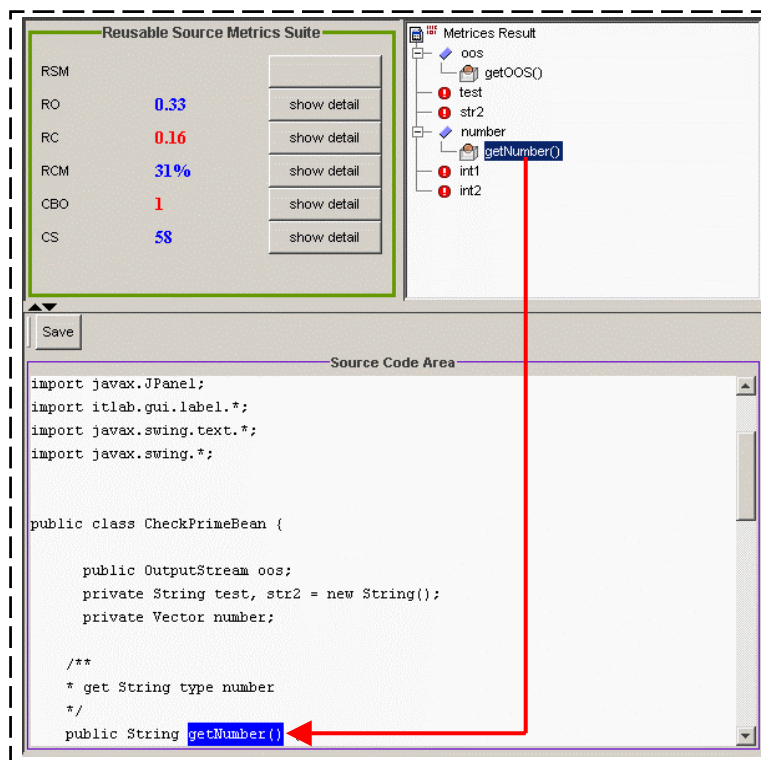 Reusable Source Metrics Suite
RSM
RO 0.33 show detail
RC 0.16 show detail
RCM 31% show detail
CBO 1 show detail
CS 58 show detail
Metrices Result
oos
getOOS()
test
str2
number
getNumber()
int1
int2
Save
Source Code Area
import javax.JPanel;
import itlab.gui.label.*;
import javax.swing.text.*;
import javax.swing.*;
public class CheckPrimeBean {
public OutputStream oos;
private String test, str2 = new String();
private Vector number;
/**
* get String type number
*/
public String getNumber()